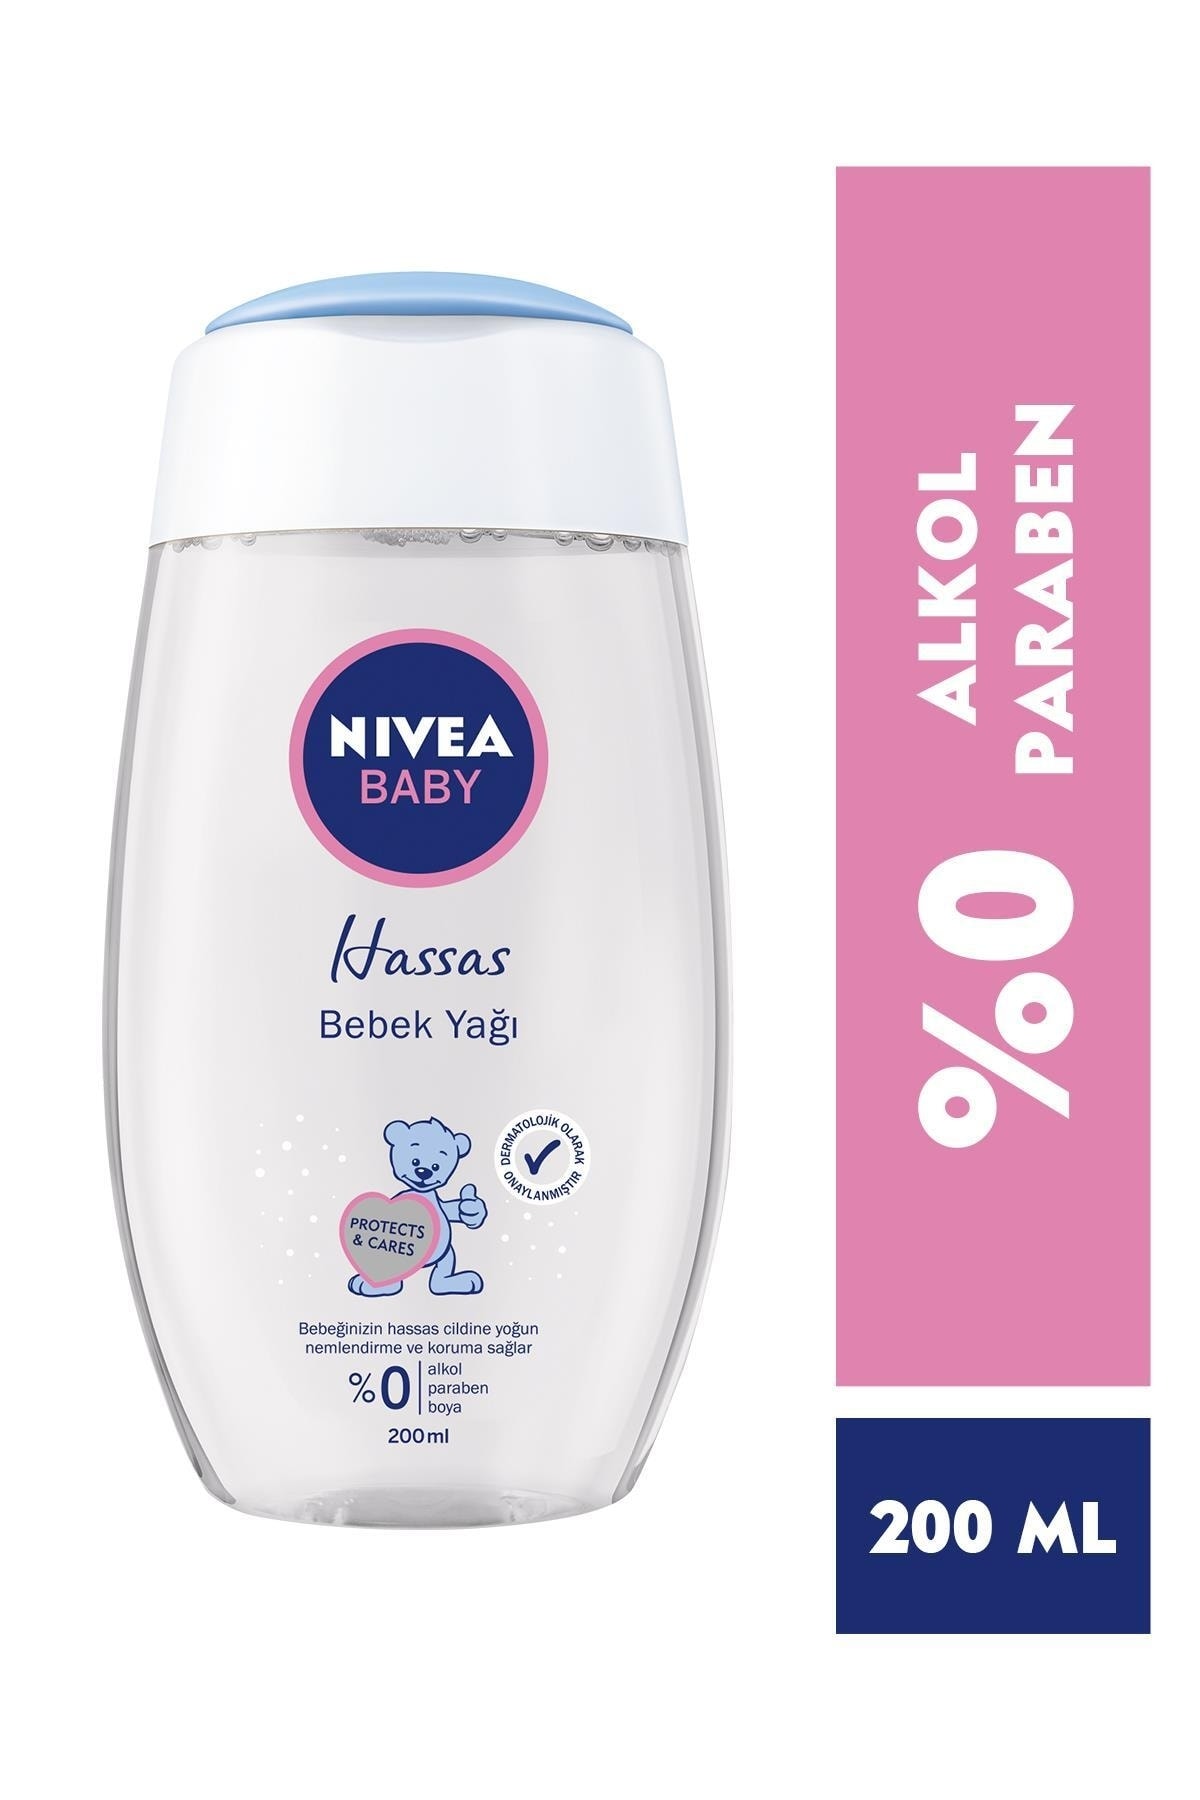 NIVEA
BABY
Hassas
Bebek Yağı
DERMATOLOJİK OLARAK
ONAYLANMIŞTIR
PROTECTS
& CARES
Bebeğinizin hassas cildine yoğun
nemlendirme ve koruma sağlar
%0
alkol
paraben
boya
200ml
%0
ALKOL
PARABEN
200 ML